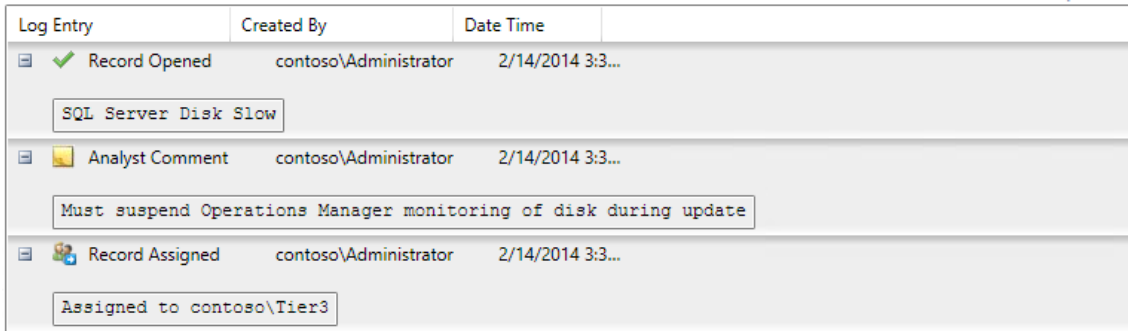 Log Entry Created By Date Time
Record Opened contoso\Administrator 2/14/2014 3:3...
SQL Server Disk Slow
Analyst Comment contoso\Administrator 2/14/2014 3:3...
Must suspend Operations Manager monitoring of disk during update
Record Assigned contoso\Administrator 2/14/2014 3:3...
Assigned to contoso\Tier3